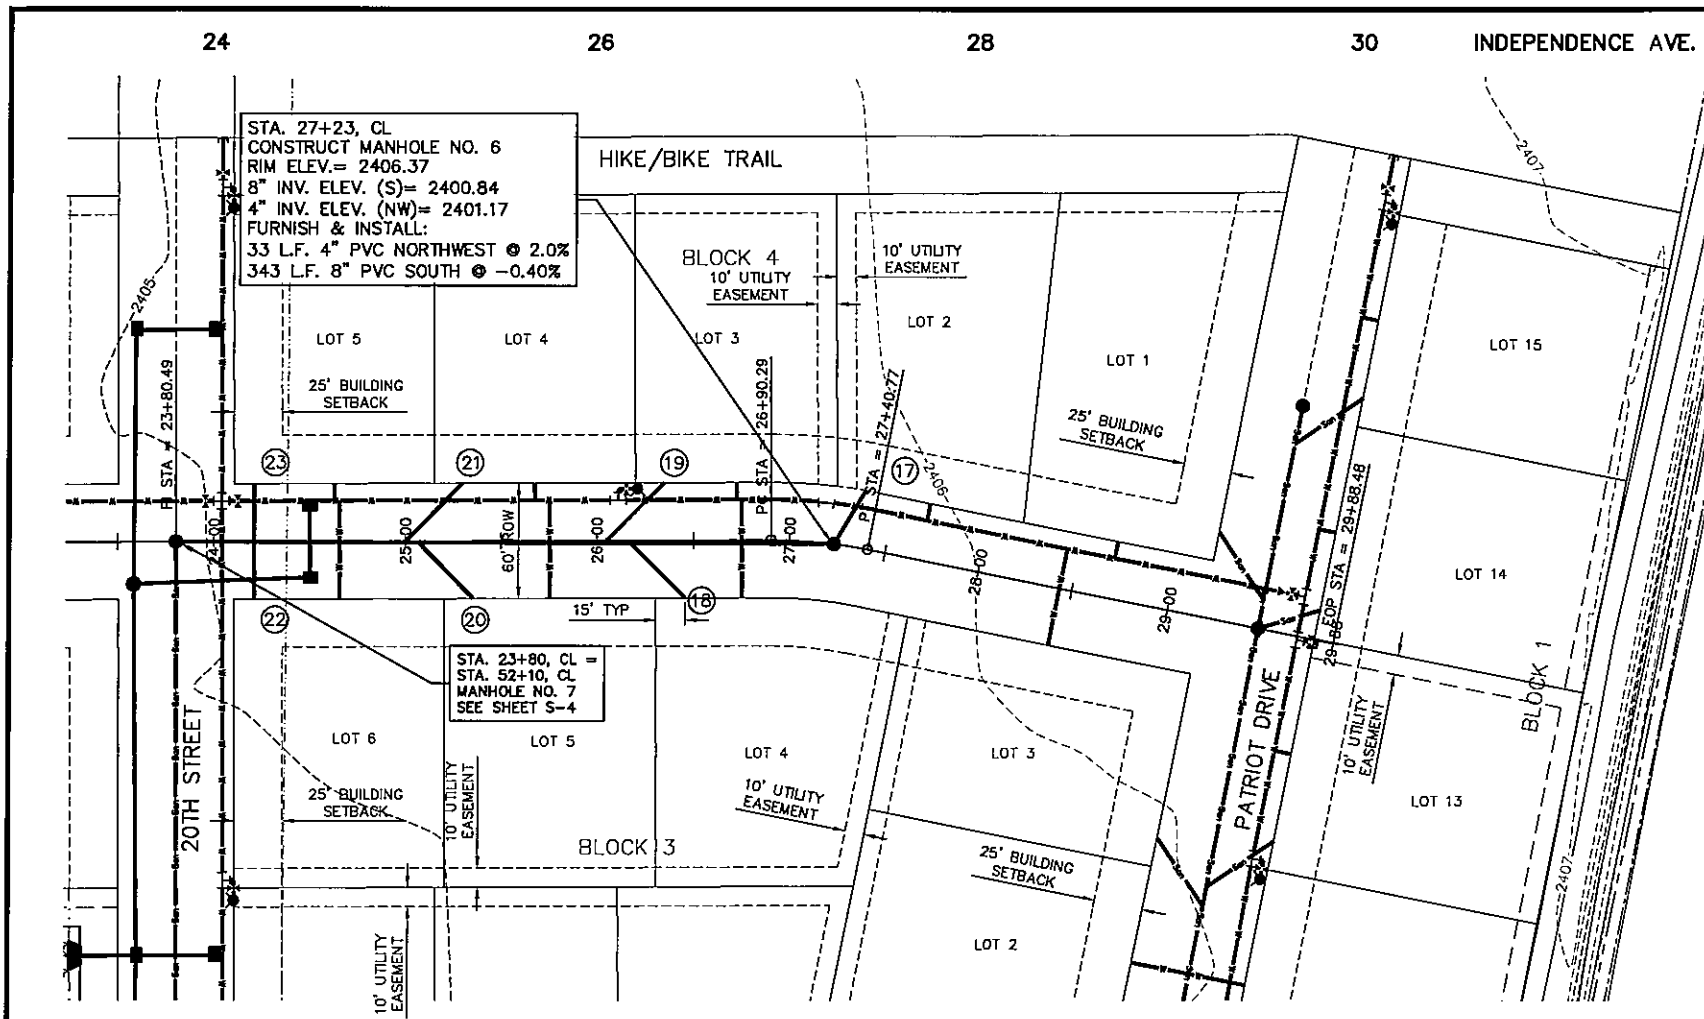 24
26
28
30
INDEPENDENCE AVE.
STA. 27+23, CL
CONSTRUCT MANHOLE NO. 6
RIM ELEV.= 2406.37
8" INV. ELEV. (S)= 2400.84
4" INV. ELEV. (NW)= 2401.17
FURNISH & INSTALL:
33 L.F. 4" PVC NORTHWEST @ 2.0%
343 L.F. 8" PVC SOUTH @ -0.40%
HIKE/BIKE TRAIL
2407
2405
BLOCK 4
10' UTILITY
EASEMENT
10' UTILITY
EASEMENT
LOT 5
LOT 4
LOT 3
LOT 2
LOT 1
LOT 15
25' BUILDING
SETBACK
25' BUILDING
SETBACK
PI STA = 23+80.49
PI STA = 26+90.29
PI STA = 27+40.77
2406
23
21
19
17
24+00
25+00
60' ROW
26+00
27+00
28+00
29+00
29+88
EOP STA = 29+88.48
LOT 14
22
20
15' TYP
18
STA. 23+80, CL =
STA. 52+10, CL
MANHOLE NO. 7
SEE SHEET S-4
20TH STREET
LOT 6
LOT 5
LOT 4
LOT 3
PATRIOT DRIVE
10' UTILITY
EASEMENT
BLOCK 1
LOT 13
25' BUILDING
SETBACK
10' UTILITY
EASEMENT
10' UTILITY
EASEMENT
BLOCK 3
25' BUILDING
SETBACK
2407
LOT 2
10' UTILITY
EASEMENT